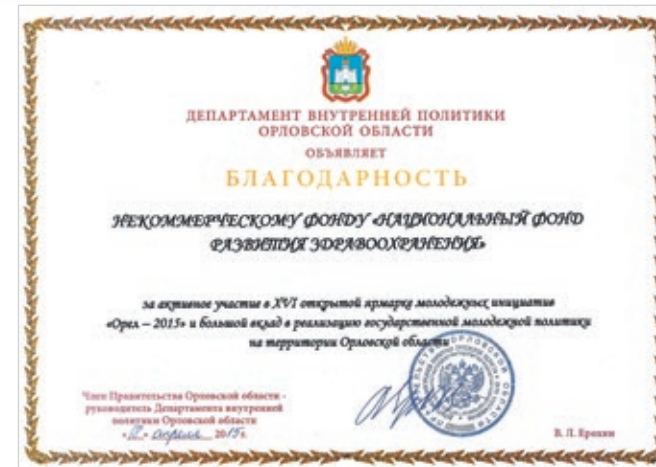 ДЕПАРТАМЕНТ ВНУТРЕННЕЙ ПОЛИТИКИ
ОРЛОВСКОЙ ОБЛАСТИ
ОБЪЯВЛЯЕТ
БЛАГОДАРНОСТЬ
НЕКОММЕРЧЕСКОМУ ФОНДУ «НАЦИОНАЛЬНЫЙ ФОНД
РАЗВИТИЯ ЗДРАВООХРАНЕНИЯ»
за активное участие в XVI открытой ярмарке молодежных инициатив
«Орел – 2015» и большой вклад в реализацию государственной молодежной политики
на территории Орловской области
Член Правительства Орловской области -
руководитель Департамента внутренней
политики Орловской области
апреля 2015г.
В. Л. Ерохин